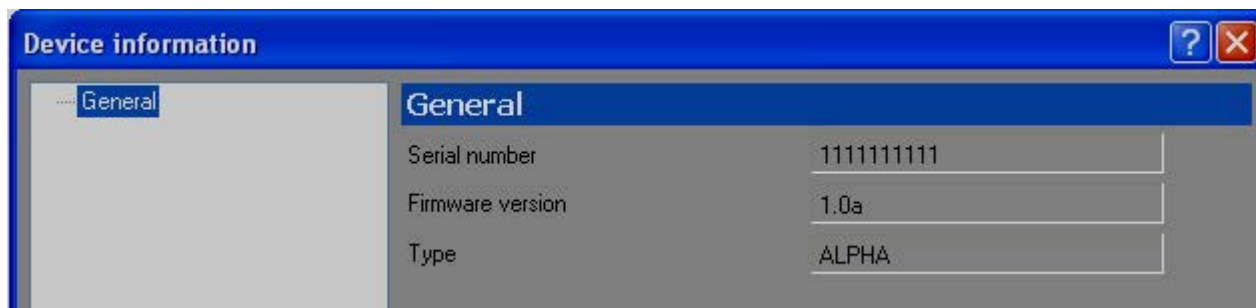 Device information
General
General
Serial number 1111111111
Firmware version 1.0a
Type ALPHA